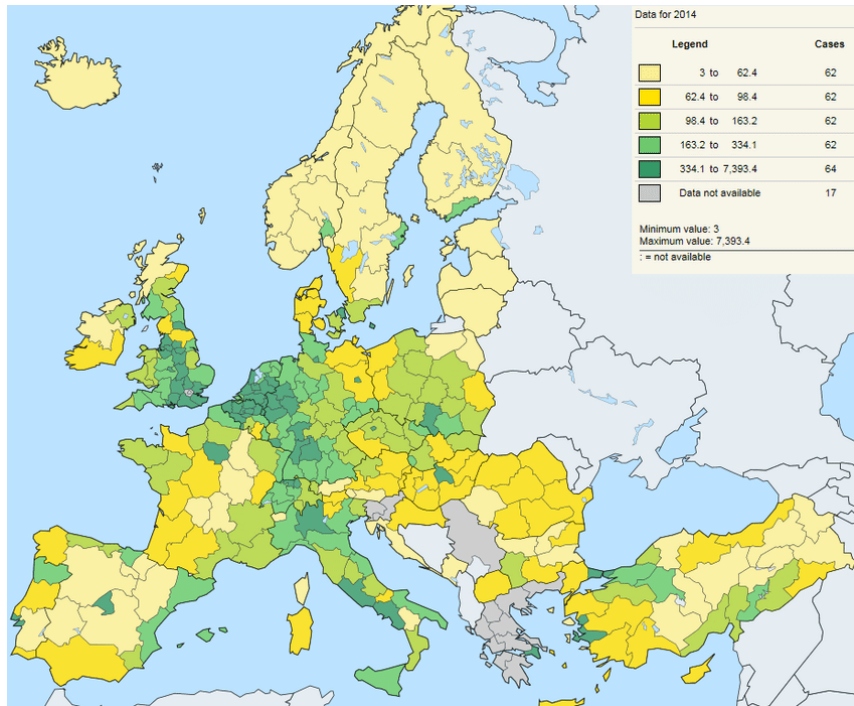 Data for 2014
Legend Cases
3 to 62.4 62
62.4 to 98.4 62
98.4 to 163.2 62
163.2 to 334.1 62
334.1 to 7,393.4 64
Data not available 17
Minimum value: 3
Maximum value: 7,393.4
: = not available